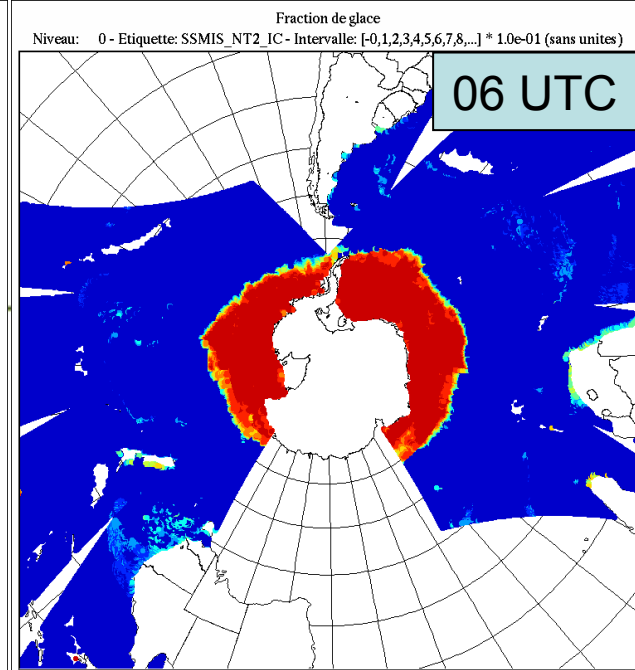 Fraction de glace
Niveau: 0 - Etiquette: SSMIS_NT2_IC - Intervalle: [-0,1,2,3,4,5,6,7,8,...] * 1.0e-01 (sans unites)
06 UTC